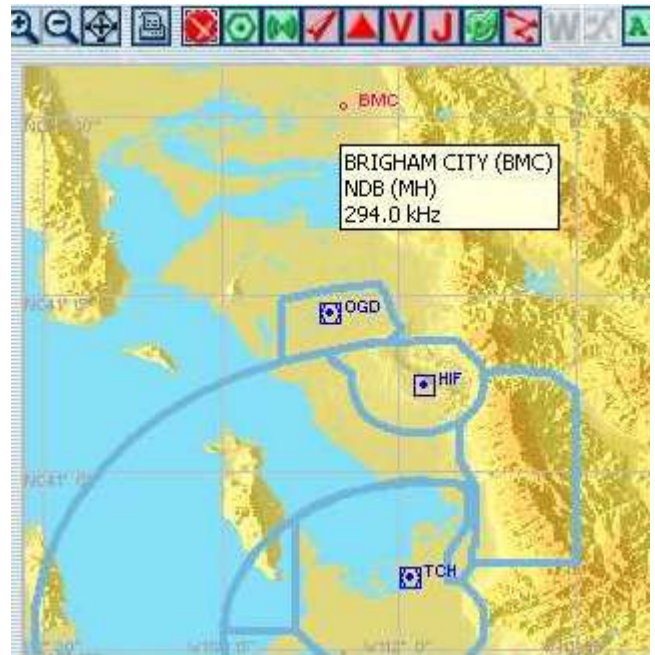 V J W A
BMC
BRIGHAM CITY (BMC)
NDB (MH)
294.0 kHz
OGD
HIF
TCH